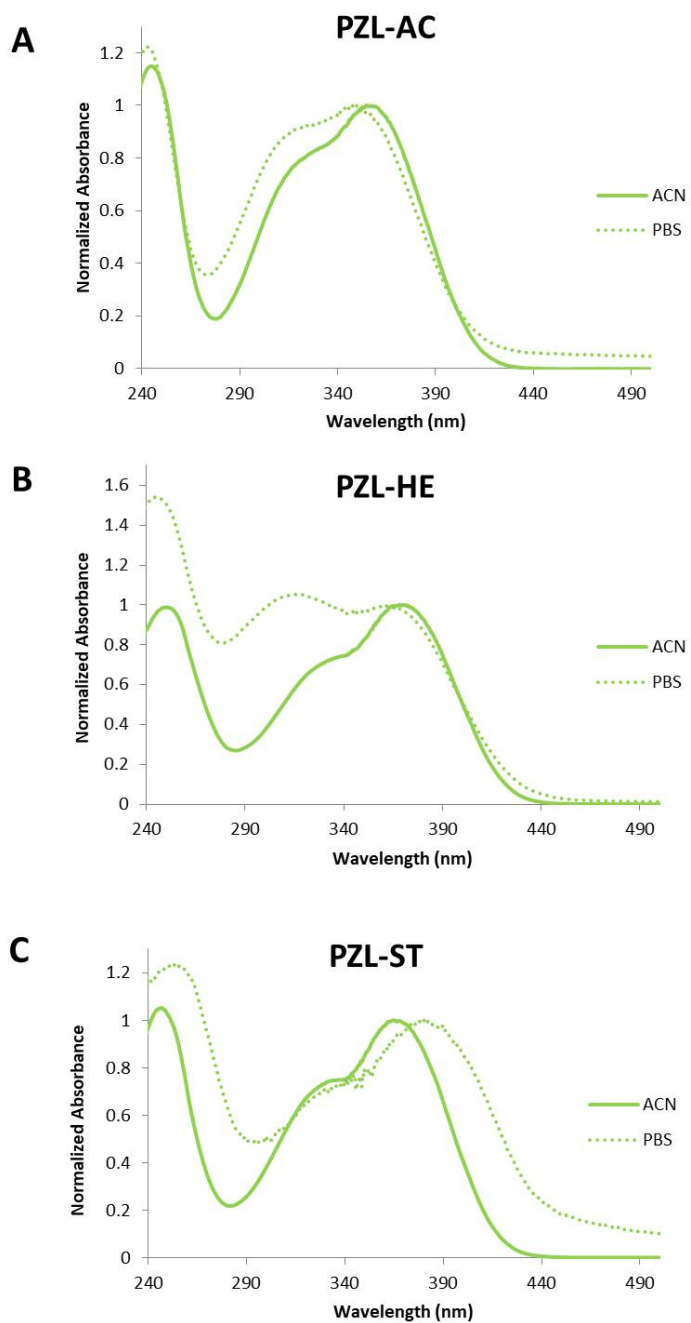 A
PZL-AC
1.2
1
0.8
0.6
0.4
0.2
0
Normalized Absorbance
240 290 340 390 440 490
Wavelength (nm)
ACN
PBS
B
PZL-HE
1.6
1.4
1.2
1
0.8
0.6
0.4
0.2
0
Normalized Absorbance
240 290 340 390 440 490
Wavelength (nm)
ACN
PBS
C
PZL-ST
1.2
1
0.8
0.6
0.4
0.2
0
Normalized Absorbance
240 290 340 390 440 490
Wavelength (nm)
ACN
PBS